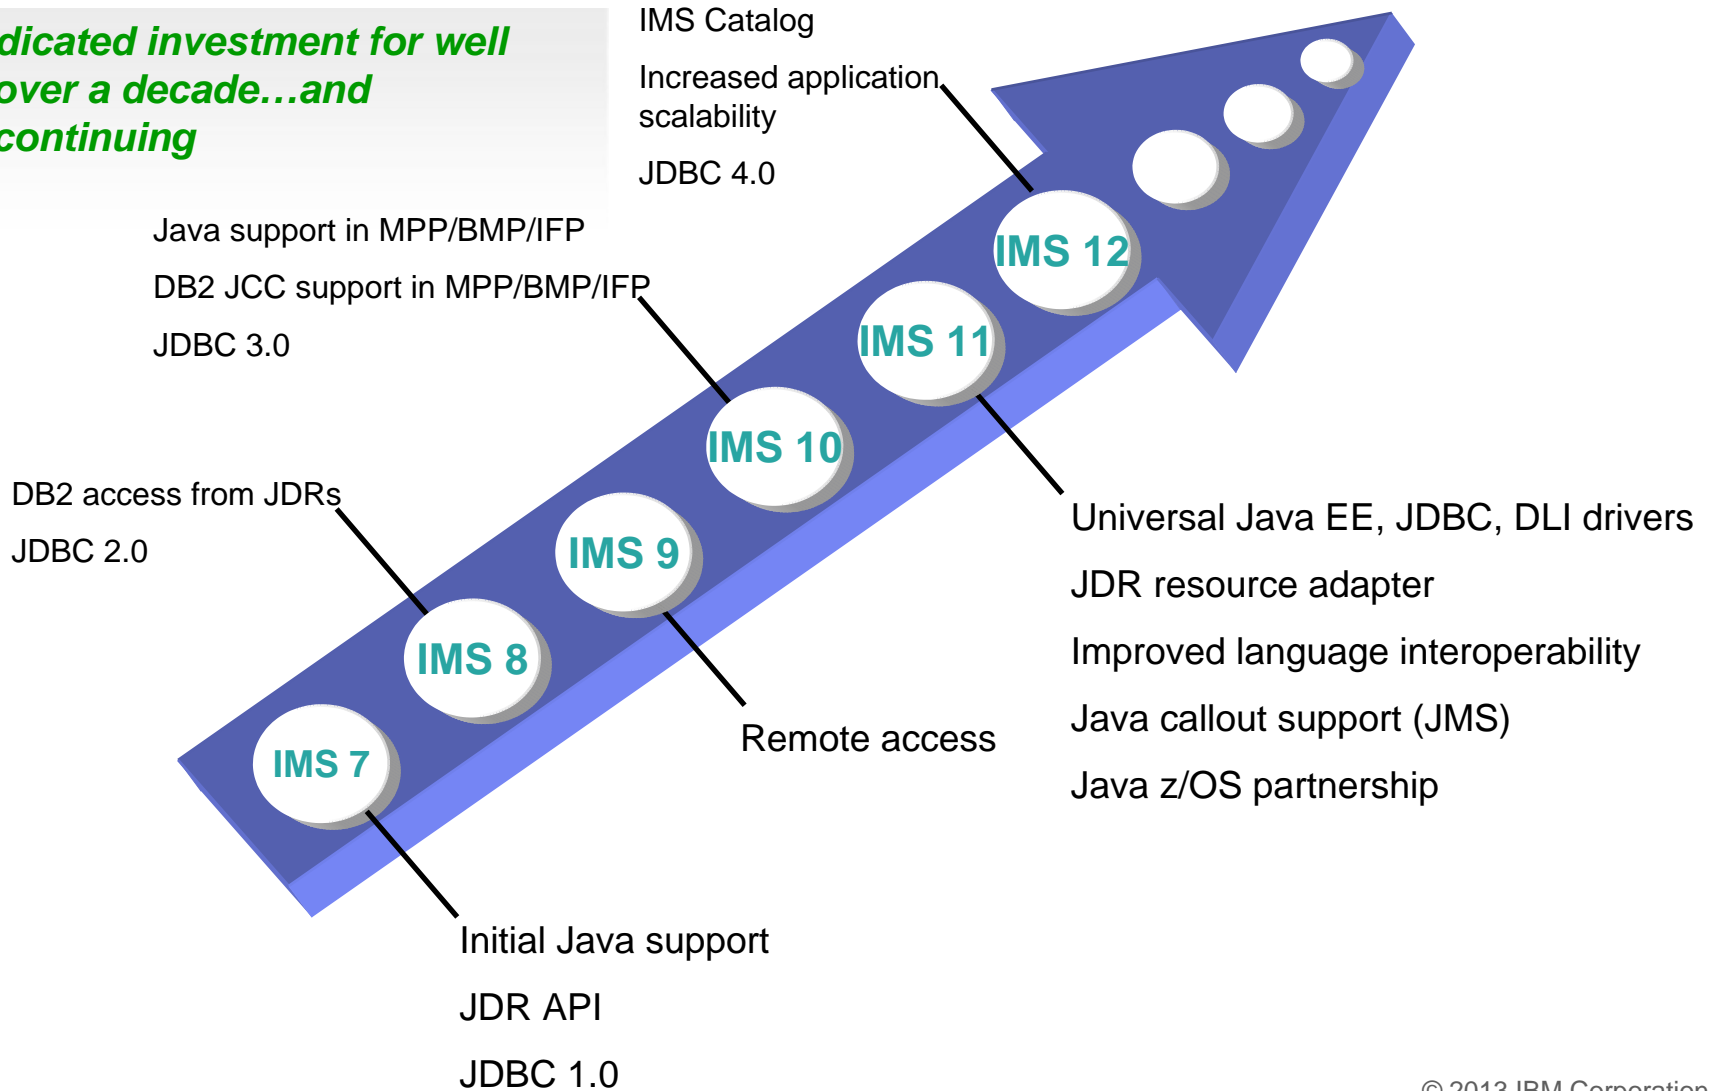 dicated investment for well
over a decade…and
continuing
IMS Catalog
Increased application
scalability
JDBC 4.0
Java support in MPP/BMP/IFP
DB2 JCC support in MPP/BMP/IFP
JDBC 3.0
DB2 access from JDRs
JDBC 2.0
IMS 12
IMS 11
IMS 10
IMS 9
IMS 8
IMS 7
Universal Java EE, JDBC, DLI drivers
JDR resource adapter
Improved language interoperability
Java callout support (JMS)
Java z/OS partnership
Remote access
Initial Java support
JDR API
JDBC 1.0
© 2013 IBM Corporation